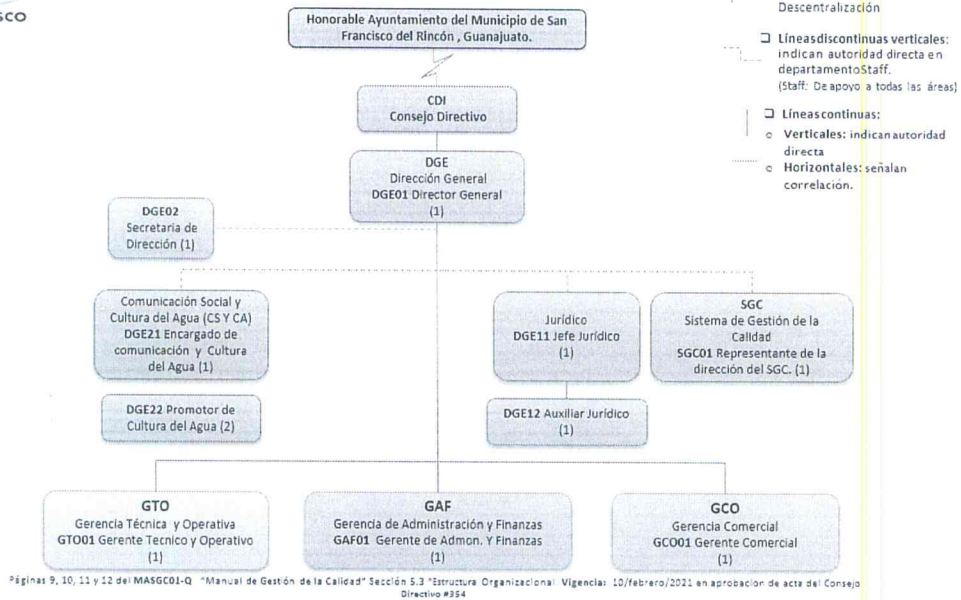 SCO
Honorable Ayuntamiento del Municipio de San
Francisco del Rincón , Guanajuato.
CDI
Consejo Directivo
DGE
Dirección General
DGE01 Director General
(1)
DGE02
Secretaria de
Dirección (1)
Comunicación Social y
Cultura del Agua (CS Y CA)
DGE21 Encargado de
comunicación y Cultura
del Agua (1)
DGE22 Promotor de
Cultura del Agua (2)
Jurídico
DGE11 Jefe Jurídico
(1)
DGE12 Auxiliar Jurídico
(1)
SGC
Sistema de Gestión de la
Calidad
SGC01 Representante de la
dirección del SGC. (1)
GTO
Gerencia Técnica y Operativa
GTO01 Gerente Tecnico y Operativo
(1)
GAF
Gerencia de Administración y Finanzas
GAF01 Gerente de Admon. Y Finanzas
(1)
GCO
Gerencia Comercial
GCO01 Gerente Comercial
(1)
Descentralización
Líneas discontinuas verticales:
indican autoridad directa en
departamento Staff.
(Staff: De apoyo a todas las áreas)
Líneas continuas:
Verticales: indican autoridad
directa
Horizontales: señalan
correlación.
Páginas 9, 10, 11 y 12 del MASGC01-Q "Manual de Gestión de la Calidad" Sección 5.3 "Estructura Organizacional Vigencia: 10/febrero/2021 en aprobacion de acta del Consejo
Directivo #354